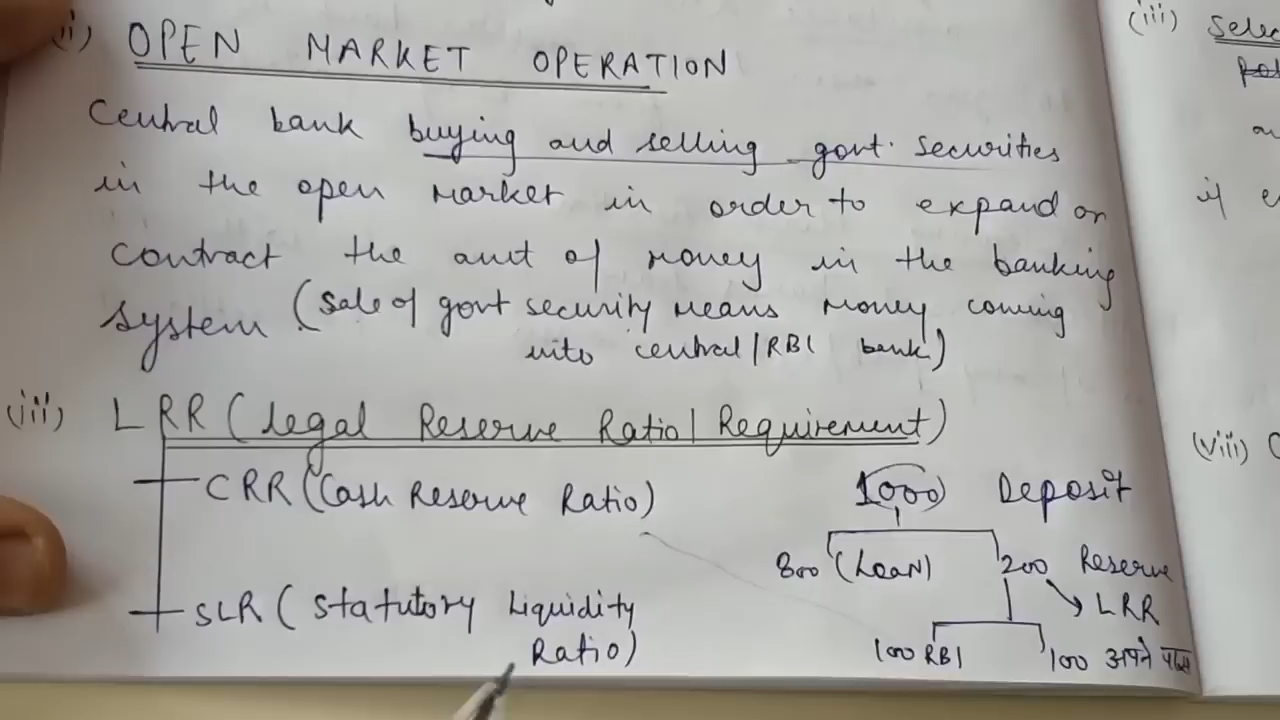 ii) OPEN MARKET OPERATION
Central bank buying and selling govt. securities
in the open market in order to expand or
contract the amt of money in the banking
system (sale of govt security means money coming
into central/RBI bank)
(iii) LRR (Legal Reserve Ratio/Requirement)
CRR (Cash Reserve Ratio)
1000 Deposit
800 (Loan) 200 Reserve
LRR
SLR (Statutory Liquidity
Ratio)
100 RBI 100 अपने पास
(iii)
if
(viii)